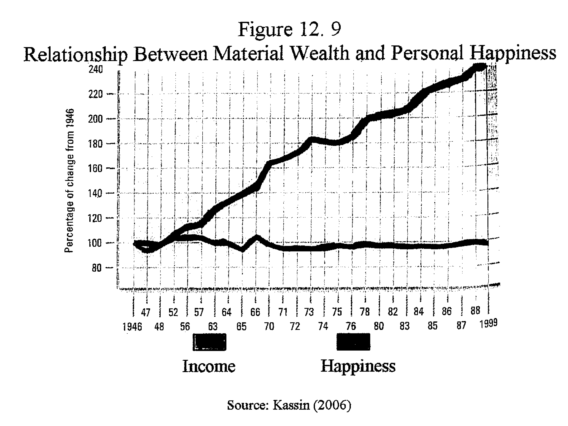 Figure 12. 9
Relationship Between Material Wealth and Personal Happiness
Percentage of change from 1946
240
220
200
180
160
140
120
100
80
47 52 57 64 66 71 73 75 78 82 84 86 88
1946 48 56 63 65 70 72 74 76 80 83 85 87 1999
Income Happiness
Source: Kassin (2006)